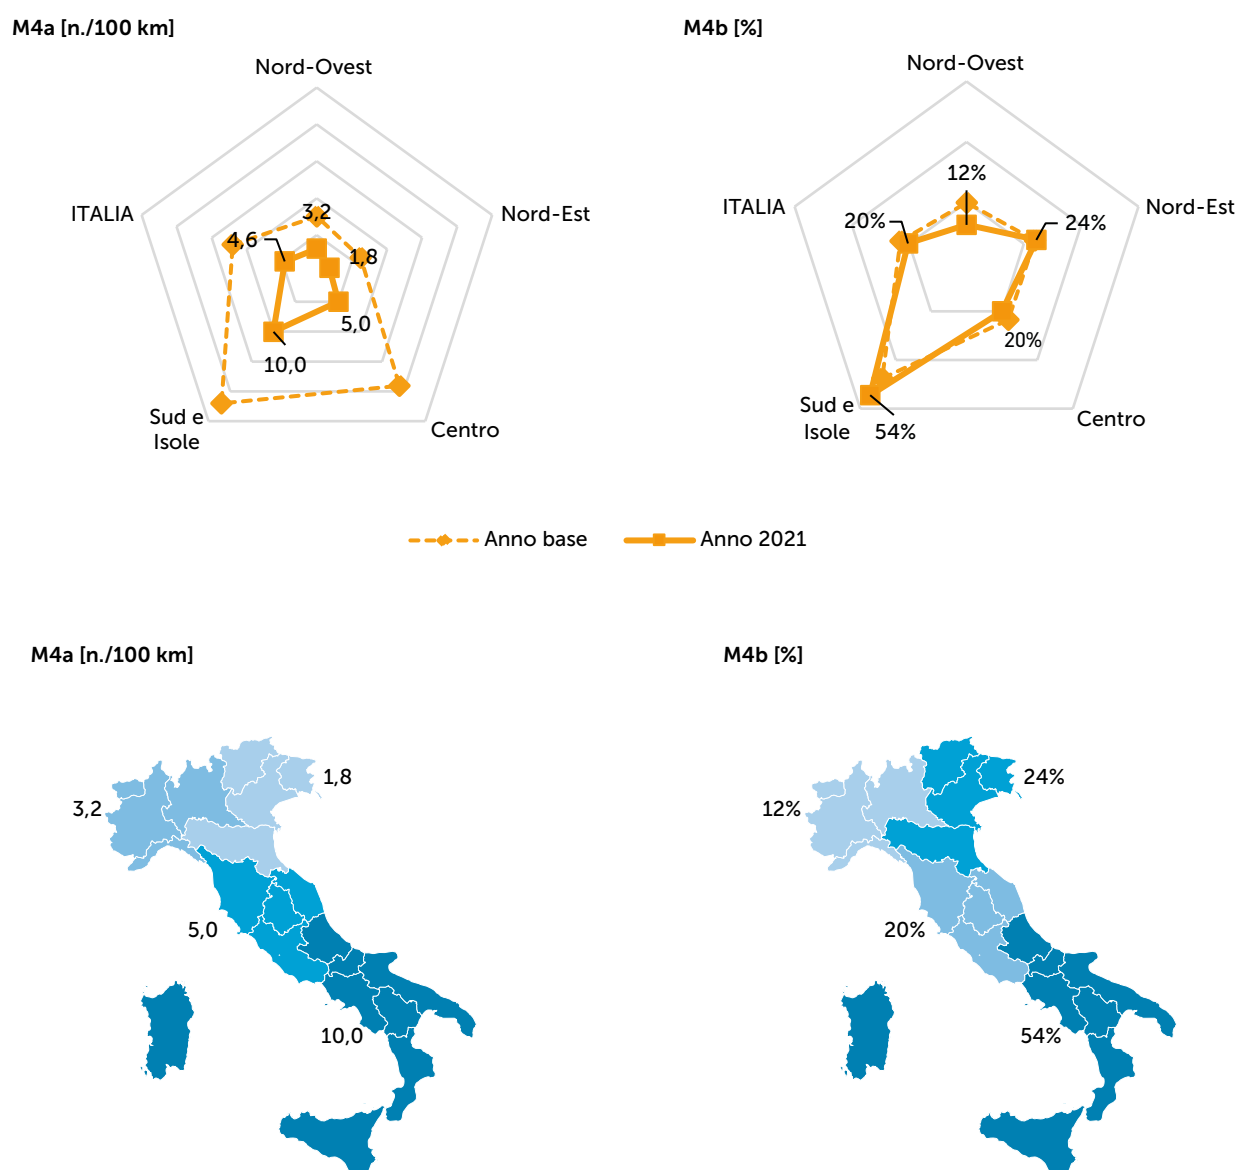 M4a [n./100 km]
Nord-Ovest
3,2
ITALIA
Nord-Est
4,6
1,8
5,0
10,0
Sud e
Isole
Centro
M4b [%]
Nord-Ovest
12%
ITALIA
20%
24%
Nord-Est
20%
Sud e
Isole
54%
Centro
Anno base
Anno 2021
M4a [n./100 km]
1,8
3,2
5,0
10,0
M4b [%]
24%
12%
20%
54%